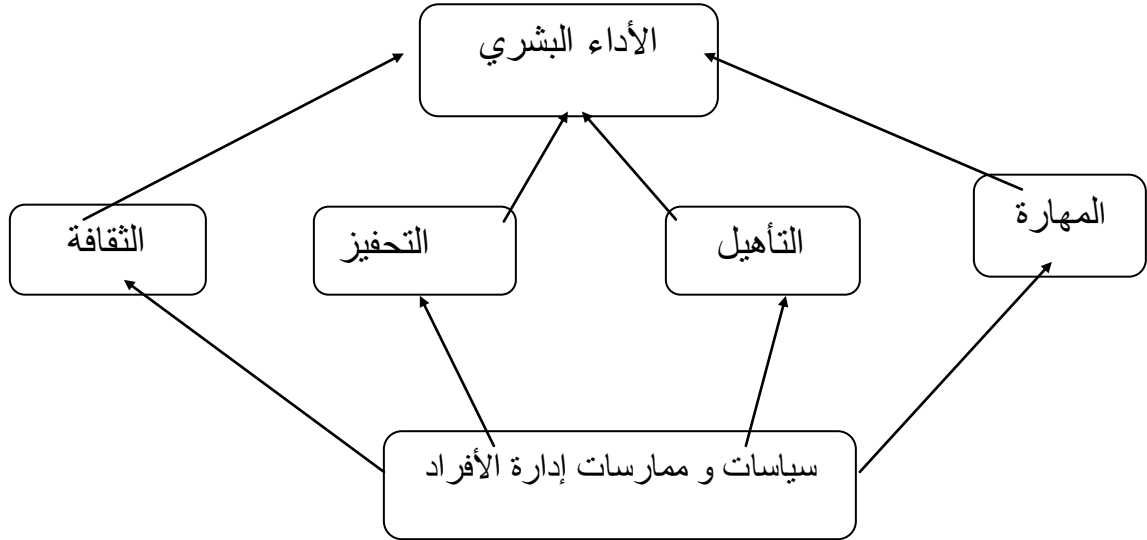 الأداء البشري
المهارة
التأهيل
التحفيز
الثقافة
سياسات و ممارسات إدارة الأفراد